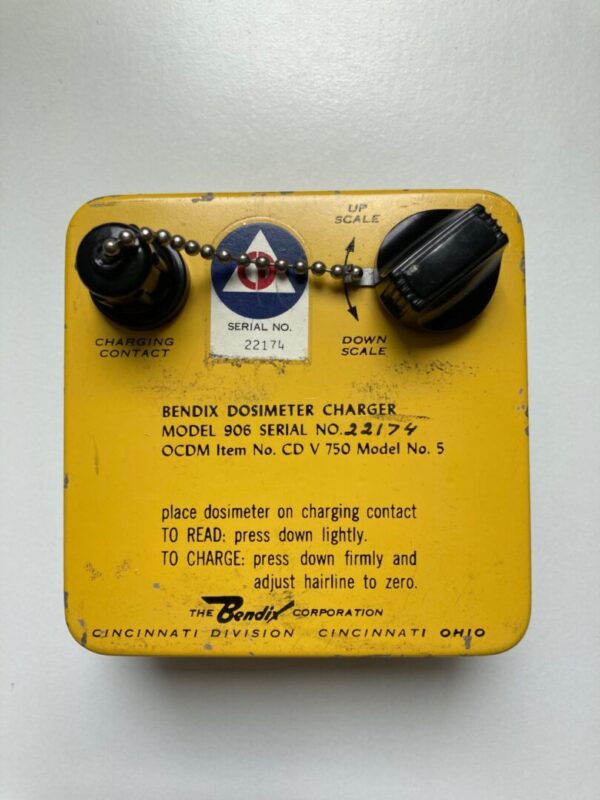 UP
SCALE
CD
SERIAL NO.
22174
CHARGING
CONTACT
DOWN
SCALE
BENDIX DOSIMETER CHARGER
MODEL 906 SERIAL NO. 22174
OCDM Item No. CD V 750 Model No. 5
place dosimeter on charging contact
TO READ: press down lightly.
TO CHARGE: press down firmly and
adjust hairline to zero.
THE Bendix CORPORATION
CINCINNATI DIVISION CINCINNATI OHIO